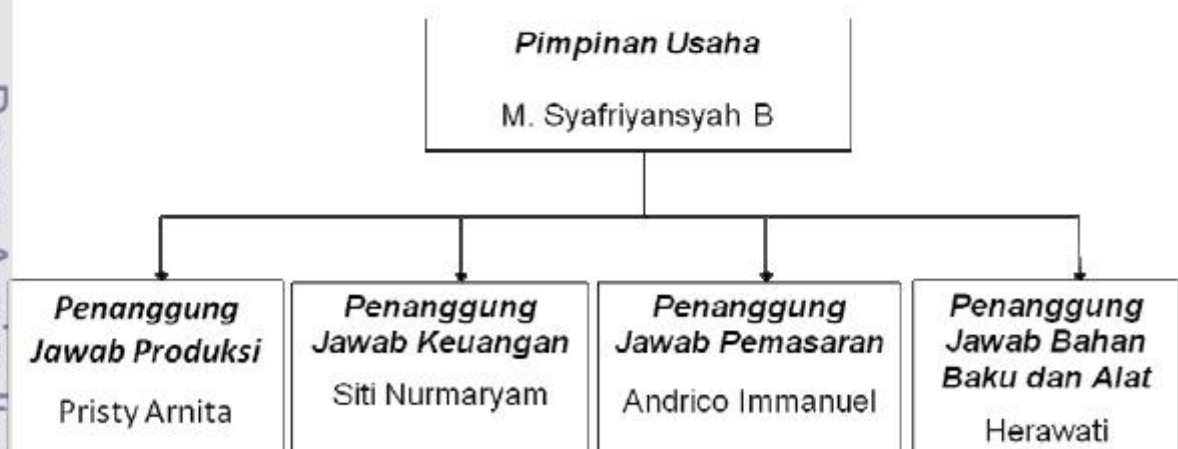 Pimpinan Usaha
M. Syafriyansyah B
Penanggung
Jawab Produksi
Pristy Arnita
Penanggung
Jawab Keuangan
Siti Nurmaryam
Penanggung
Jawab Pemasaran
Andrico Immanuel
Penanggung
Jawab Bahan
Baku dan Alat
Herawati